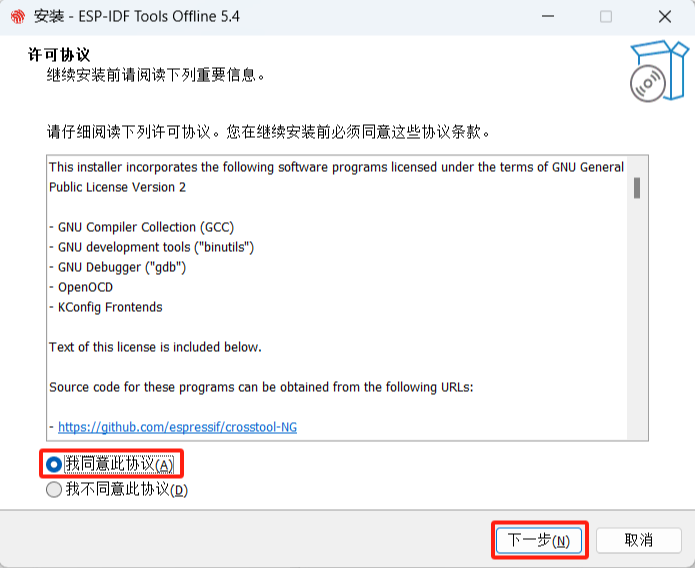 安装 - ESP-IDF Tools Offline 5.4
许可协议
继续安装前请阅读下列重要信息。
请仔细阅读下列许可协议。您在继续安装前必须同意这些协议条款。
This installer incorporates the following software programs licensed under the terms of GNU General
Public License Version 2
- GNU Compiler Collection (GCC)
- GNU development tools ("binutils")
- GNU Debugger ("gdb")
- OpenOCD
- KConfig Frontends
Text of this license is included below.
Source code for these programs can be obtained from the following URLs:
- https://github.com/espressif/crosstool-NG
我同意此协议(A)
我不同意此协议(D)
下一步(N)
取消